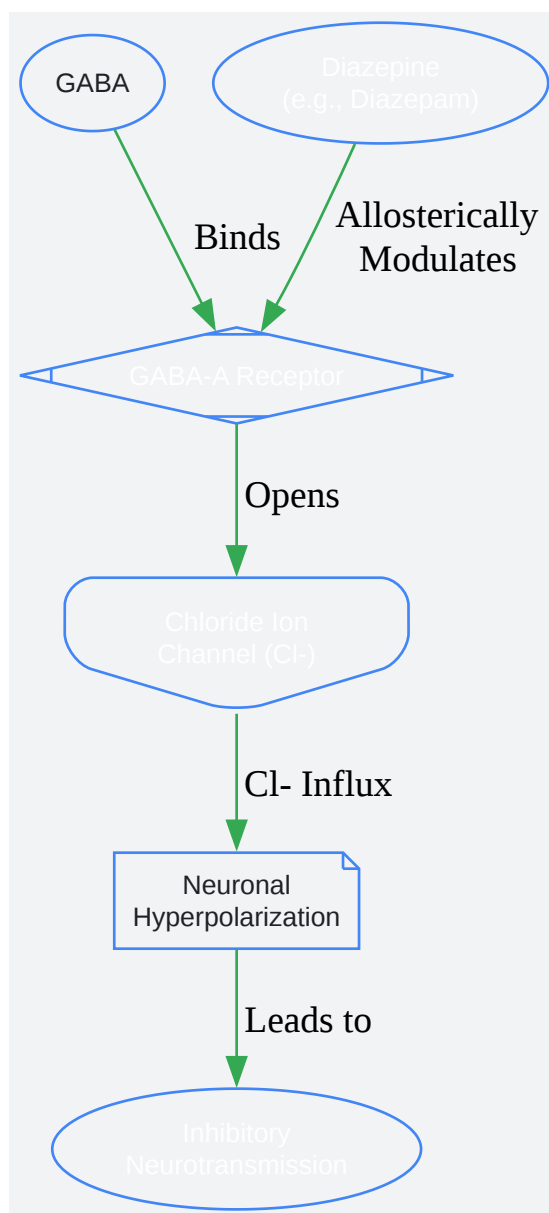 GABA
Diazepine
(e.g., Diazepam)
Binds
Allosterically
Modulates
GABA-A Receptor
Opens
Chloride Ion
Channel (Cl-)
Cl- Influx
Neuronal
Hyperpolarization
Leads to
Inhibitory
Neurotransmission